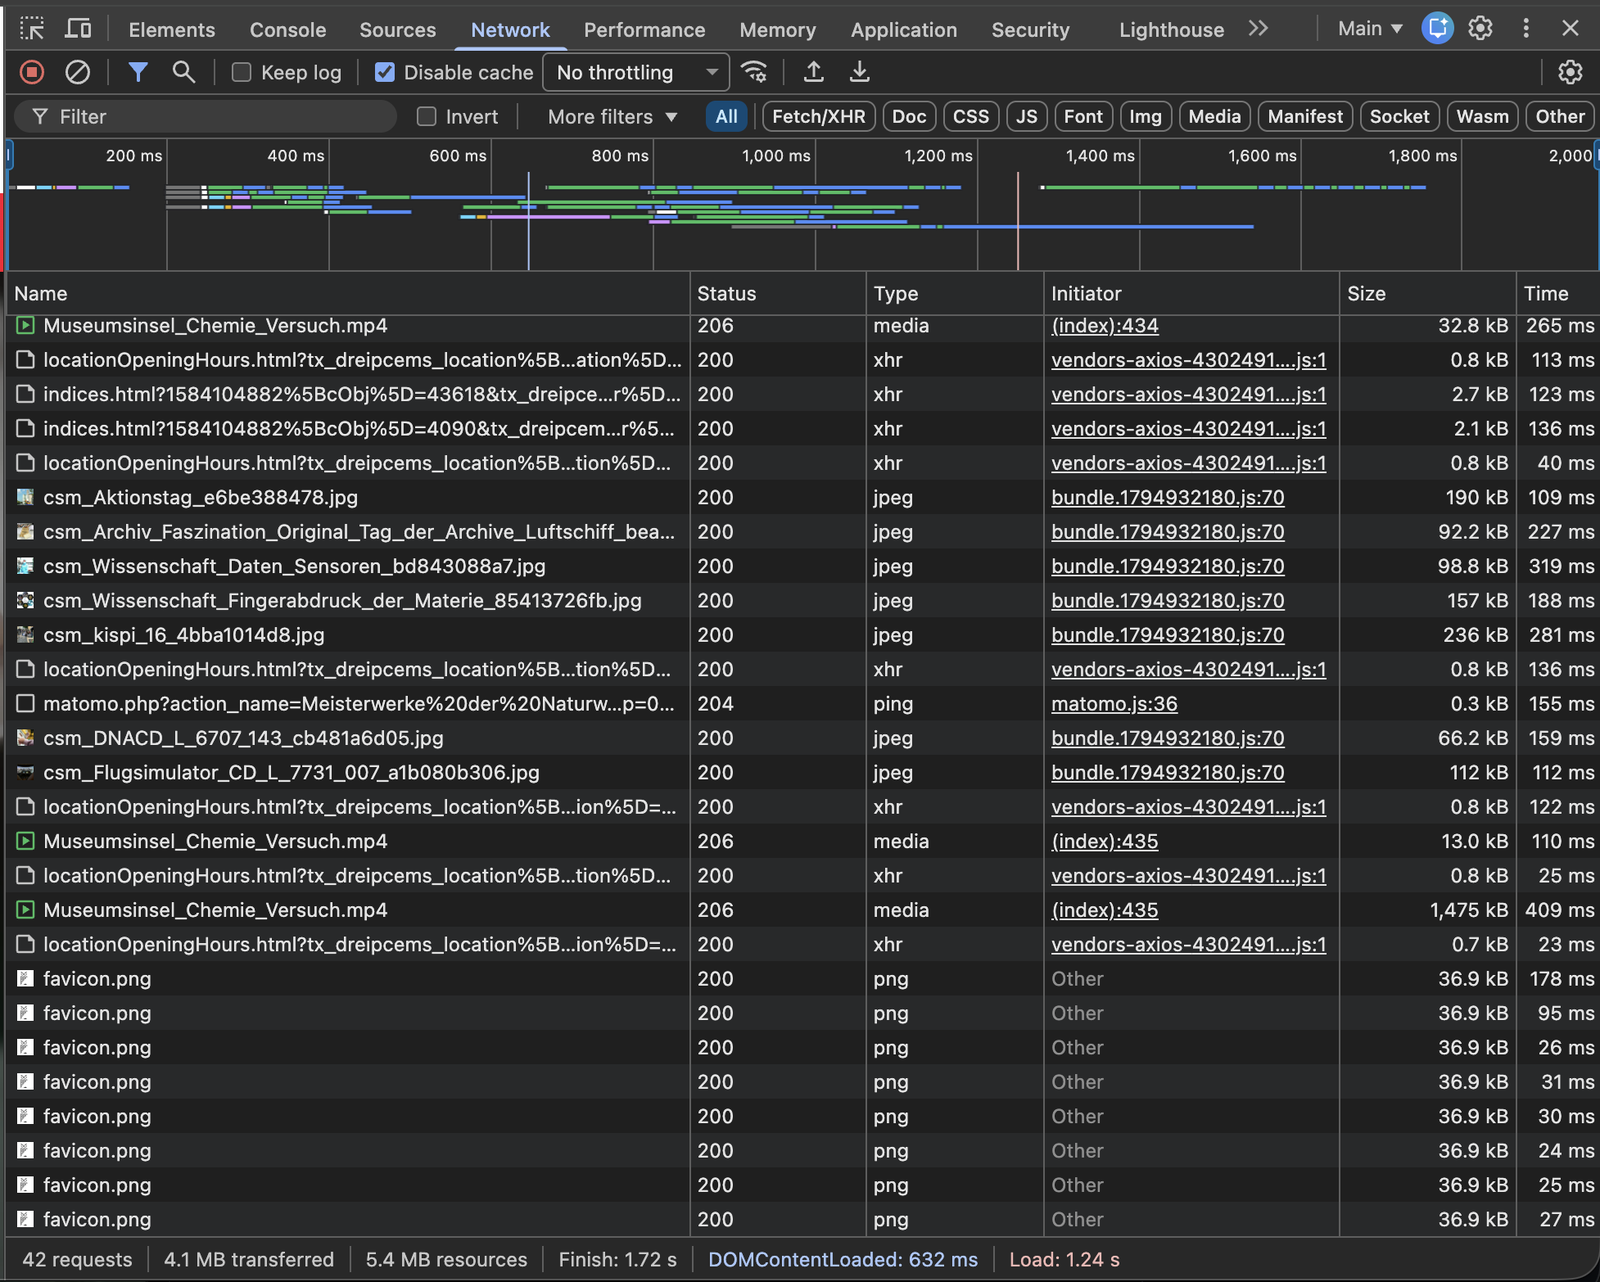 Elements Console Sources Network Performance Memory Application Security Lighthouse Main
Keep log Disable cache No throttling
Filter Invert More filters All Fetch/XHR Doc CSS JS Font Img Media Manifest Socket Wasm Other
200 ms 400 ms 600 ms 800 ms 1,000 ms 1,200 ms 1,400 ms 1,600 ms 1,800 ms 2,000
Name Status Type Initiator Size Time
Museumsinsel_Chemie_Versuch.mp4 206 media (index):434 32.8 kB 265 ms
locationOpeningHours.html?tx_dreipcems_location%5B...ation%5D... 200 xhr vendors-axios-4302491....js:1 0.8 kB 113 ms
indices.html?1584104882%5BcObj%5D=43618&tx_dreipce...r%5D... 200 xhr vendors-axios-4302491....js:1 2.7 kB 123 ms
indices.html?1584104882%5BcObj%5D=4090&tx_dreipcem...r%5... 200 xhr vendors-axios-4302491....js:1 2.1 kB 136 ms
locationOpeningHours.html?tx_dreipcems_location%5B...tion%5D... 200 xhr vendors-axios-4302491....js:1 0.8 kB 40 ms
csm_Aktionstag_e6be388478.jpg 200 jpeg bundle.1794932180.js:70 190 kB 109 ms
csm_Archiv_Faszination_Original_Tag_der_Archive_Luftschiff_bea... 200 jpeg bundle.1794932180.js:70 92.2 kB 227 ms
csm_Wissenschaft_Daten_Sensoren_bd843088a7.jpg 200 jpeg bundle.1794932180.js:70 98.8 kB 319 ms
csm_Wissenschaft_Fingerabdruck_der_Materie_85413726fb.jpg 200 jpeg bundle.1794932180.js:70 157 kB 188 ms
csm_kispi_16_4bba1014d8.jpg 200 jpeg bundle.1794932180.js:70 236 kB 281 ms
locationOpeningHours.html?tx_dreipcems_location%5B...tion%5D... 200 xhr vendors-axios-4302491....js:1 0.8 kB 136 ms
matomo.php?action_name=Meisterwerke%20der%20Naturw...p=0... 204 ping matomo.js:36 0.3 kB 155 ms
csm_DNACD_L_6707_143_cb481a6d05.jpg 200 jpeg bundle.1794932180.js:70 66.2 kB 159 ms
csm_Flugsimulator_CD_L_7731_007_a1b080b306.jpg 200 jpeg bundle.1794932180.js:70 112 kB 112 ms
locationOpeningHours.html?tx_dreipcems_location%5B...ion%5D=... 200 xhr vendors-axios-4302491....js:1 0.8 kB 122 ms
Museumsinsel_Chemie_Versuch.mp4 206 media (index):435 13.0 kB 110 ms
locationOpeningHours.html?tx_dreipcems_location%5B...tion%5D... 200 xhr vendors-axios-4302491....js:1 0.8 kB 25 ms
Museumsinsel_Chemie_Versuch.mp4 206 media (index):435 1,475 kB 409 ms
locationOpeningHours.html?tx_dreipcems_location%5B...ion%5D=... 200 xhr vendors-axios-4302491....js:1 0.7 kB 23 ms
favicon.png 200 png Other 36.9 kB 178 ms
favicon.png 200 png Other 36.9 kB 95 ms
favicon.png 200 png Other 36.9 kB 26 ms
favicon.png 200 png Other 36.9 kB 31 ms
favicon.png 200 png Other 36.9 kB 30 ms
favicon.png 200 png Other 36.9 kB 24 ms
favicon.png 200 png Other 36.9 kB 25 ms
favicon.png 200 png Other 36.9 kB 27 ms
42 requests 4.1 MB transferred 5.4 MB resources Finish: 1.72 s DOMContentLoaded: 632 ms Load: 1.24 s